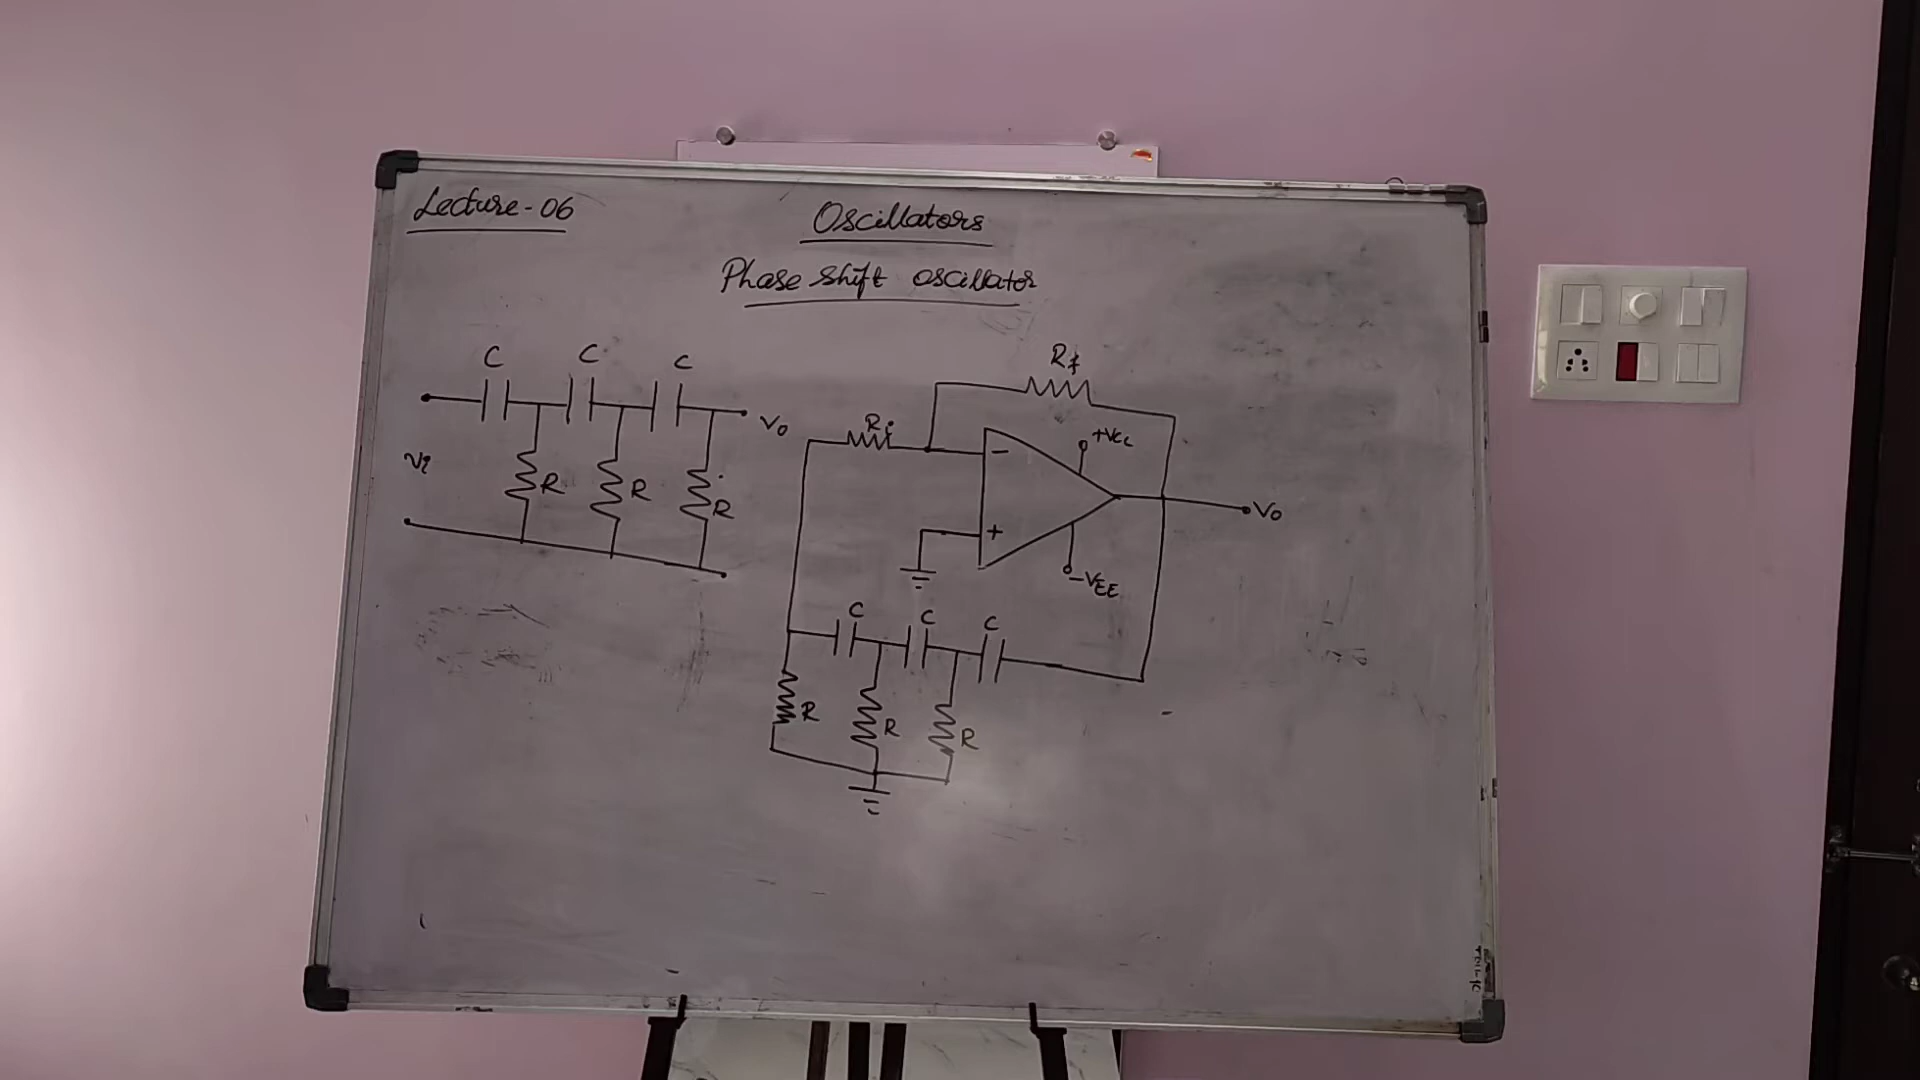 Lecture-06
Oscillators
Phase shift oscillator
C C C
Vo
Vi
R R R
Rf
Ri
+VCC
-
+
Vo
-VEE
C C C
R R R